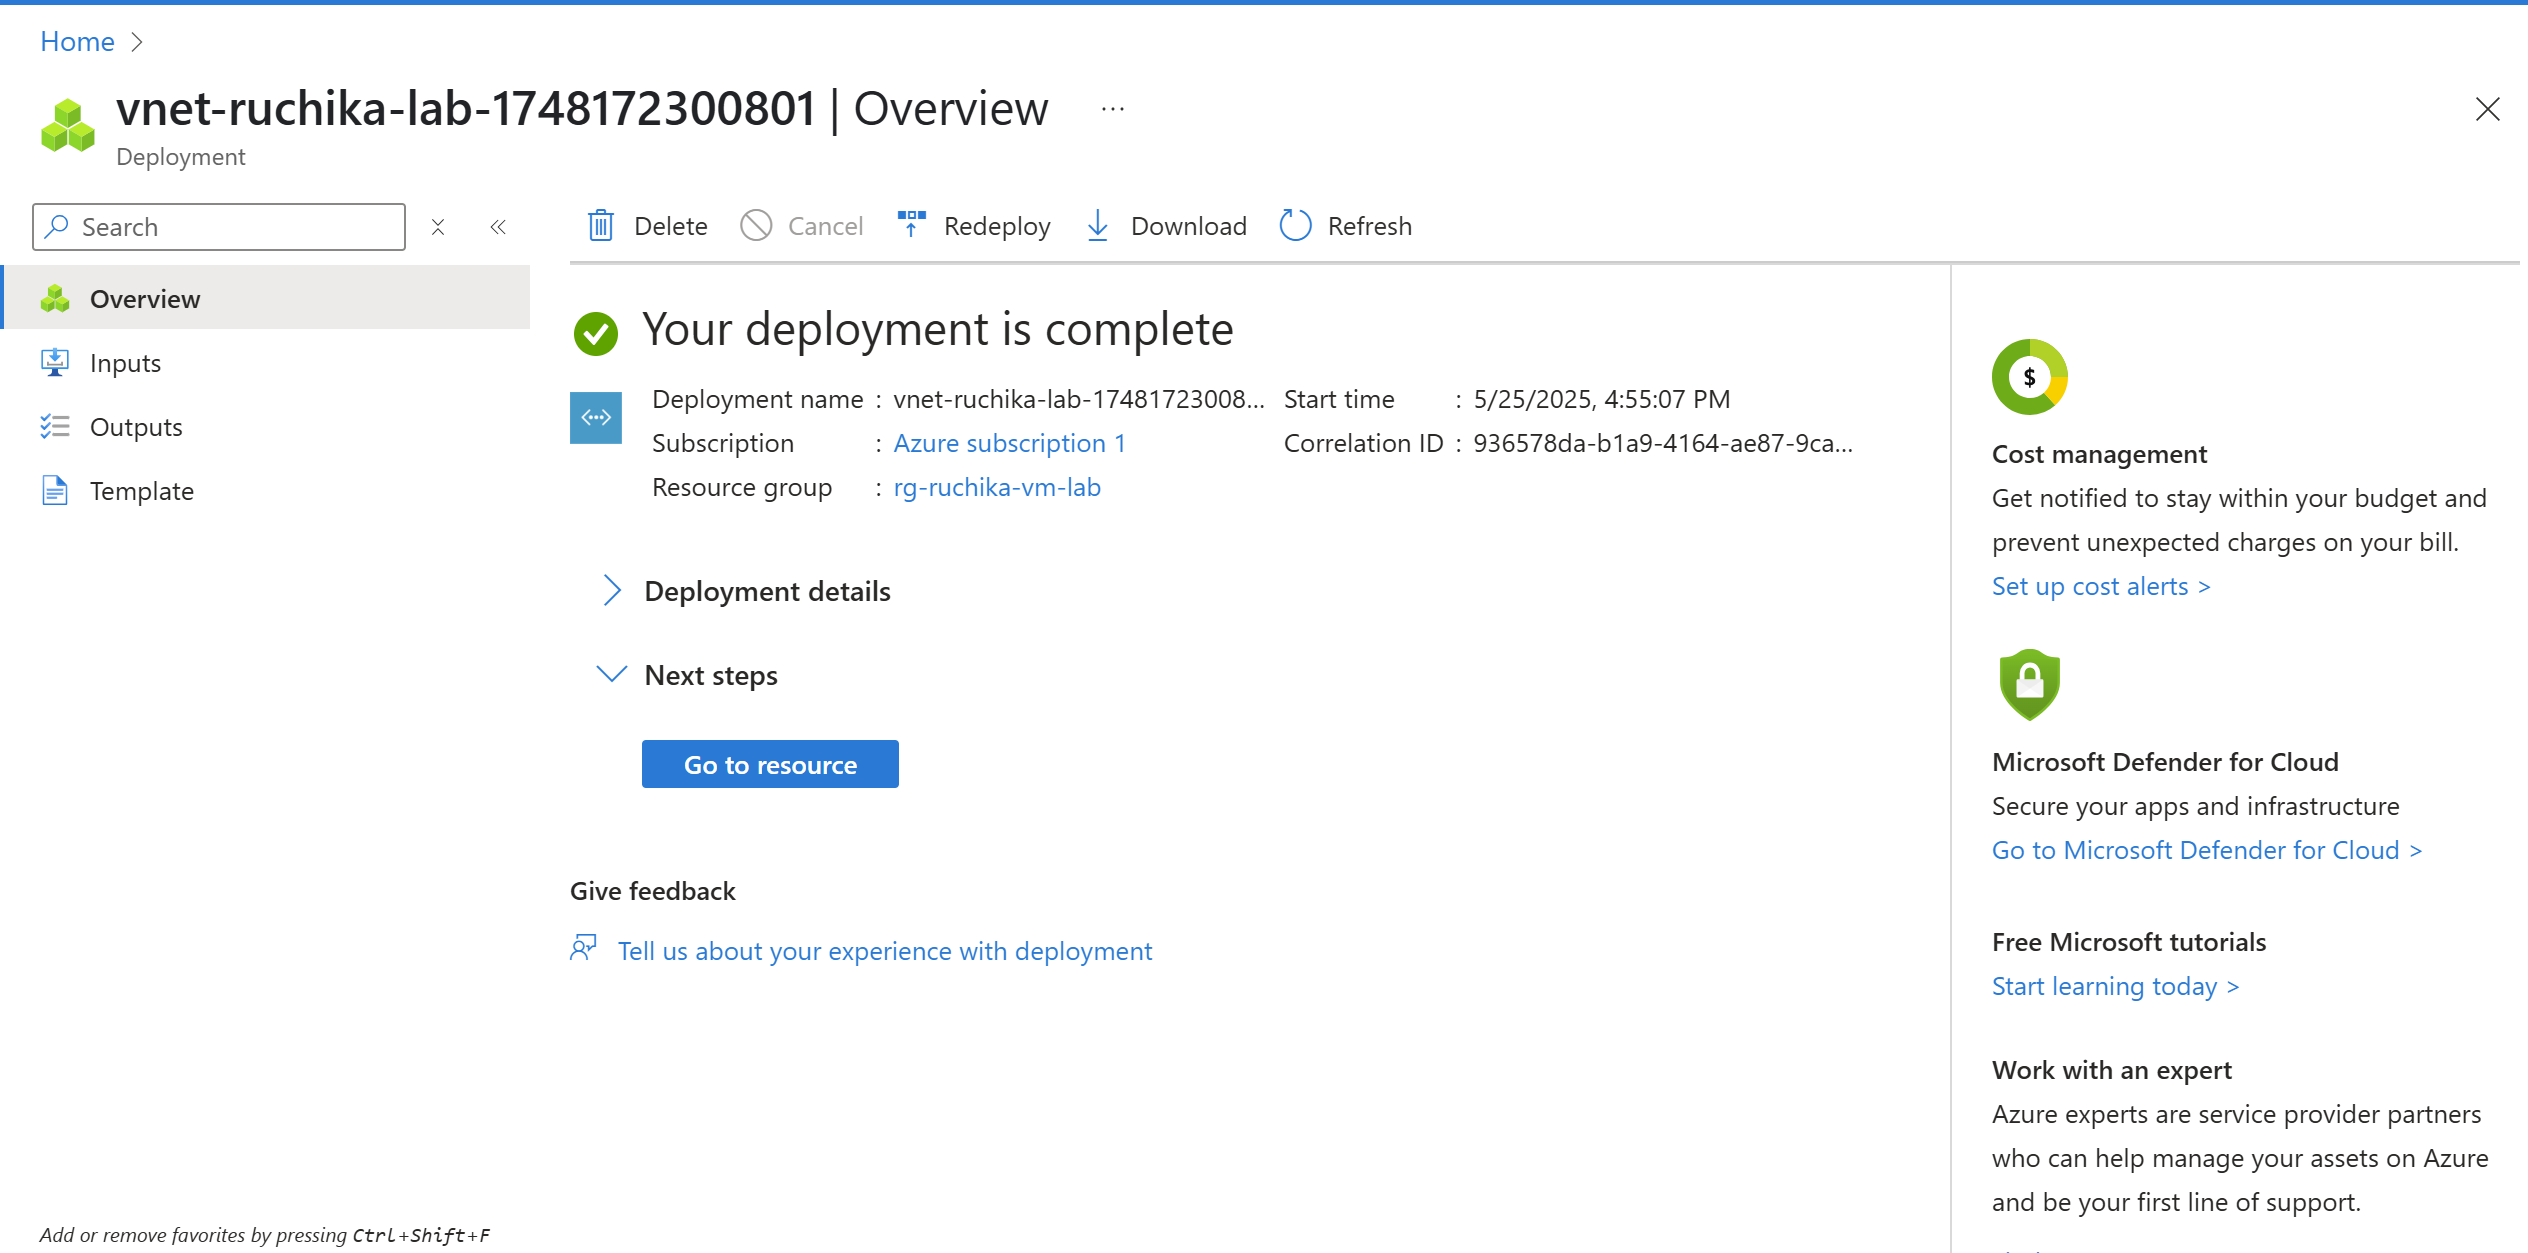 Home
vnet-ruchika-lab-1748172300801 | Overview ...
Deployment
Search
Overview
Inputs
Outputs
Template
Add or remove favorites by pressing Ctrl+Shift+F
Delete Cancel Redeploy Download Refresh
Your deployment is complete
Deployment name : vnet-ruchika-lab-17481723008...
Subscription : Azure subscription 1
Resource group : rg-ruchika-vm-lab
Start time : 5/25/2025, 4:55:07 PM
Correlation ID : 936578da-b1a9-4164-ae87-9ca...
Deployment details
Next steps
Go to resource
Give feedback
Tell us about your experience with deployment
$
Cost management
Get notified to stay within your budget and
prevent unexpected charges on your bill.
Set up cost alerts >
Microsoft Defender for Cloud
Secure your apps and infrastructure
Go to Microsoft Defender for Cloud >
Free Microsoft tutorials
Start learning today >
Work with an expert
Azure experts are service provider partners
who can help manage your assets on Azure
and be your first line of support.